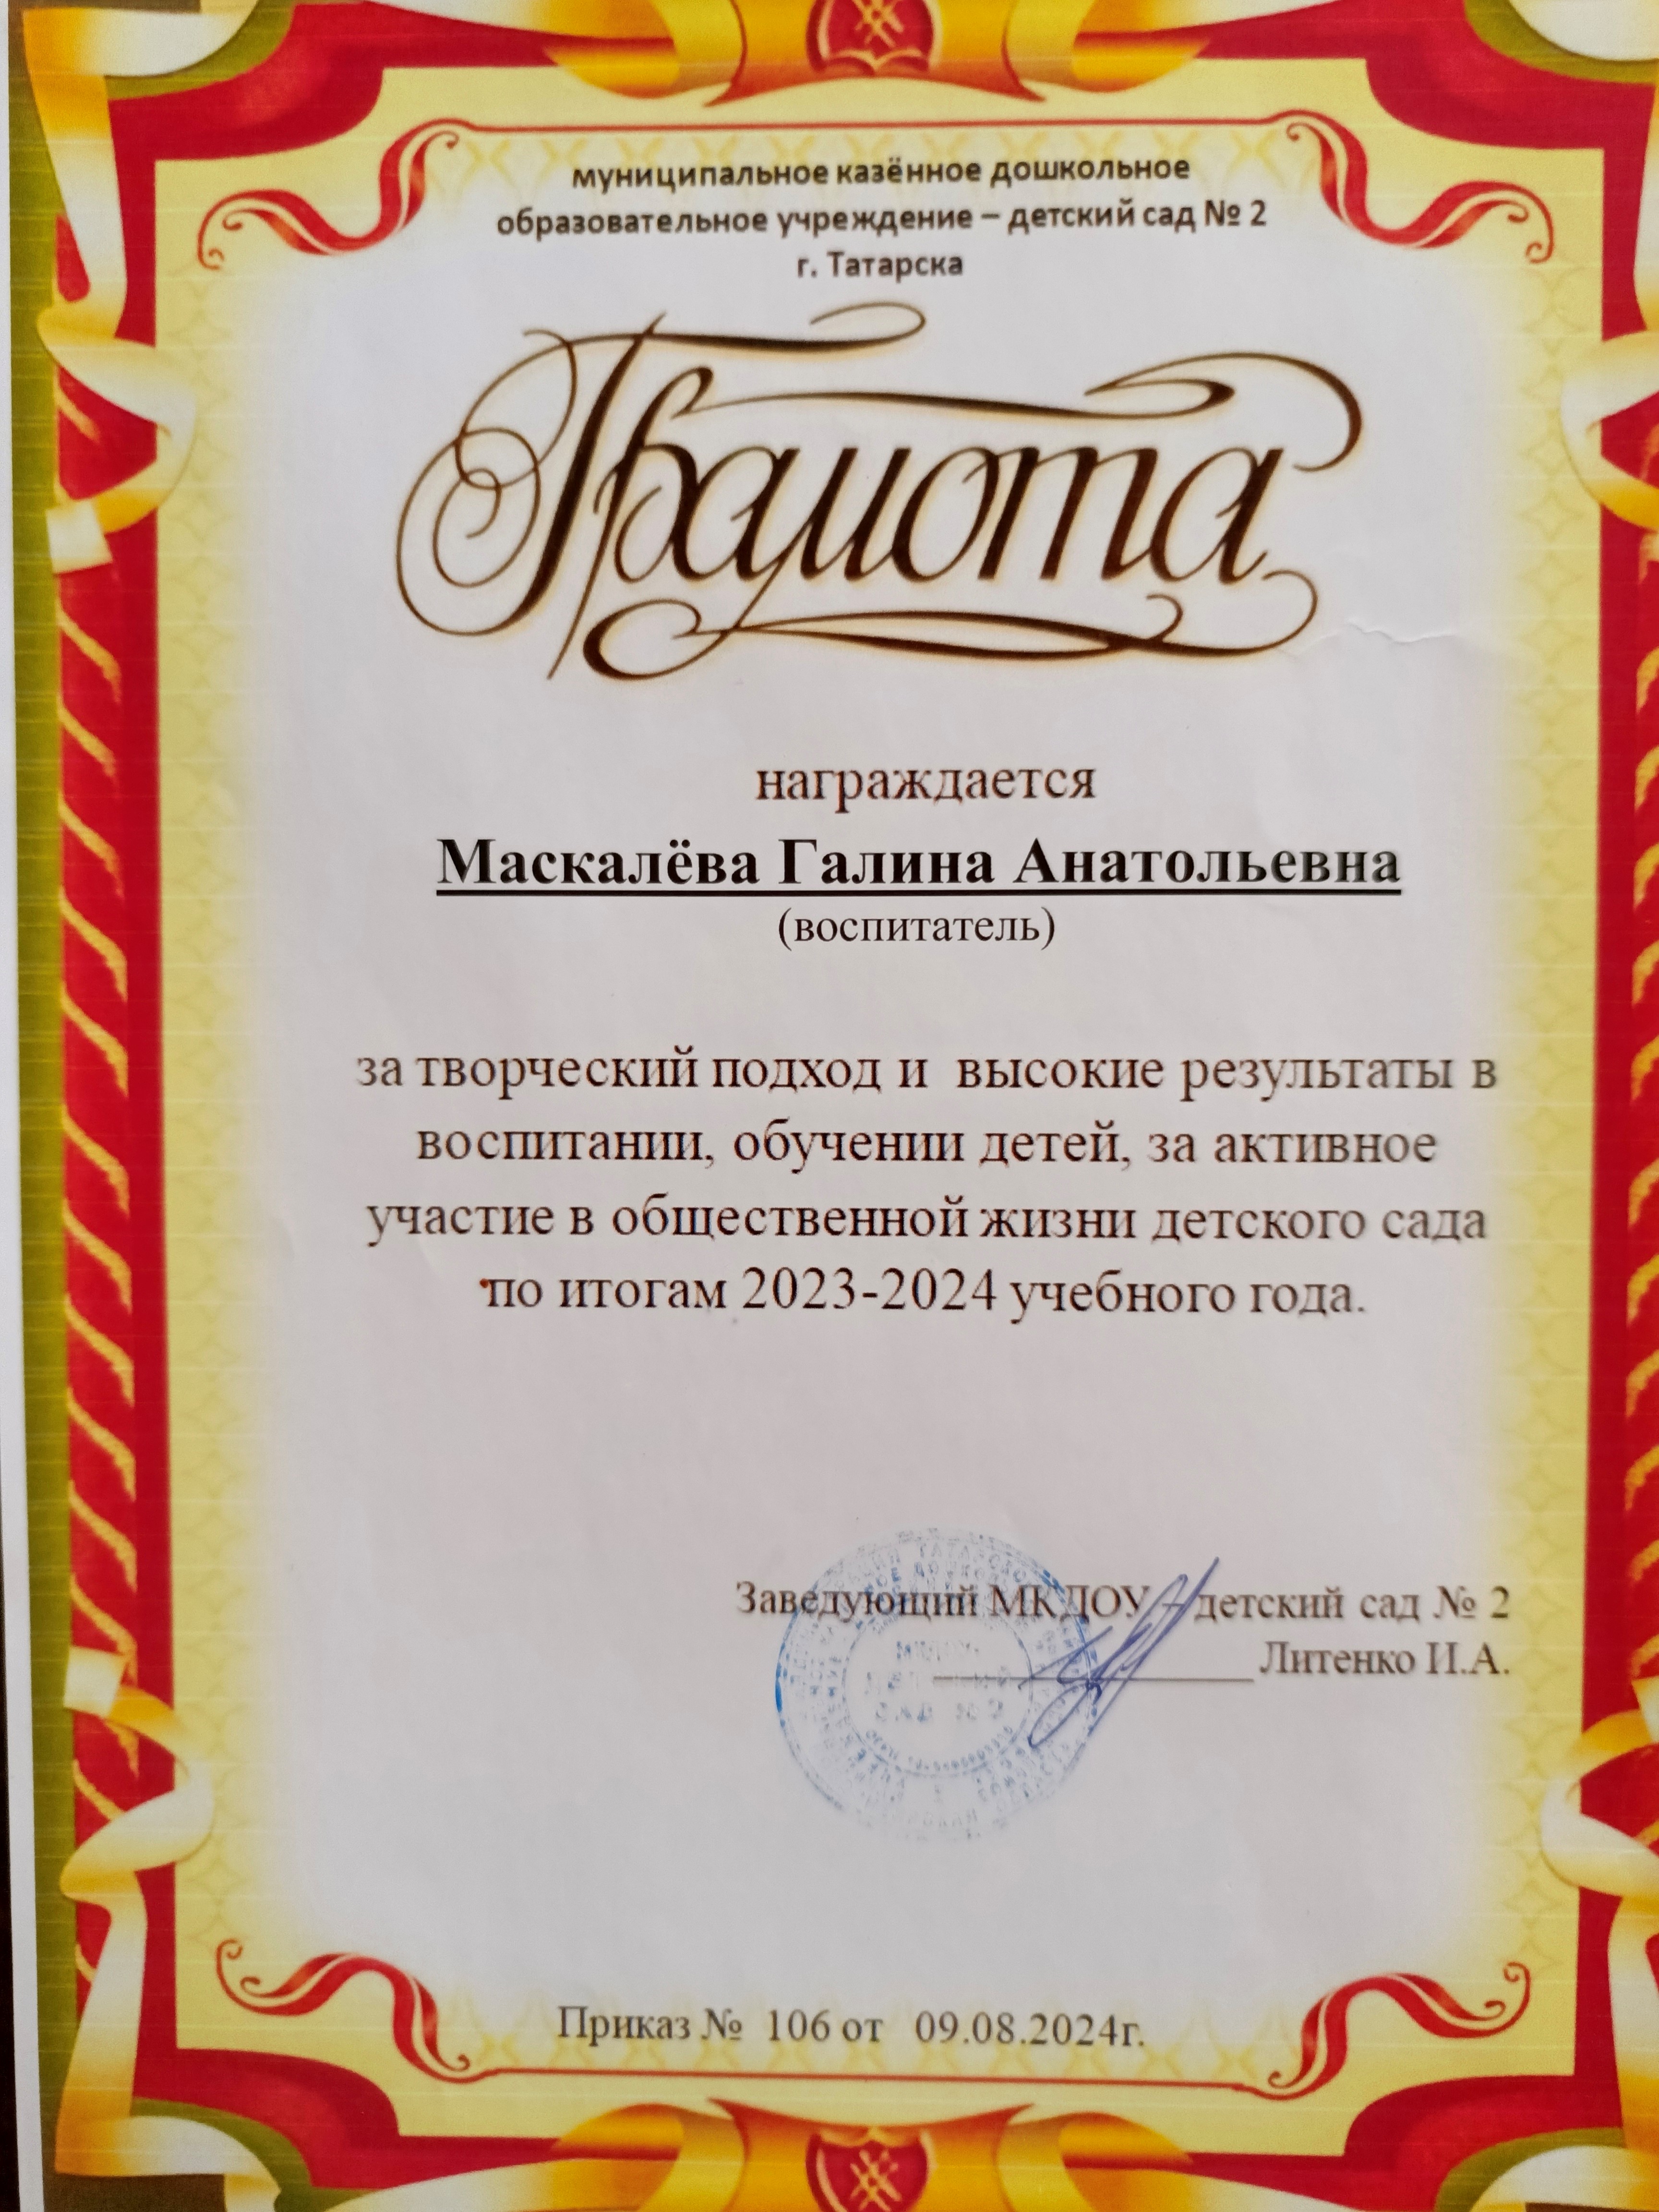 муниципальное казённое дошкольное
образовательное учреждение – детский сад № 2
г. Татарска
Грамота
награждается
Маскалёва Галина Анатольевна
(воспитатель)
за творческий подход и высокие результаты в
воспитании, обучении детей, за активное
участие в общественной жизни детского сада
по итогам 2023-2024 учебного года.
Заведующий МКДОУ – детский сад № 2
Литенко И.А.
Приказ № 106 от 09.08.2024г.